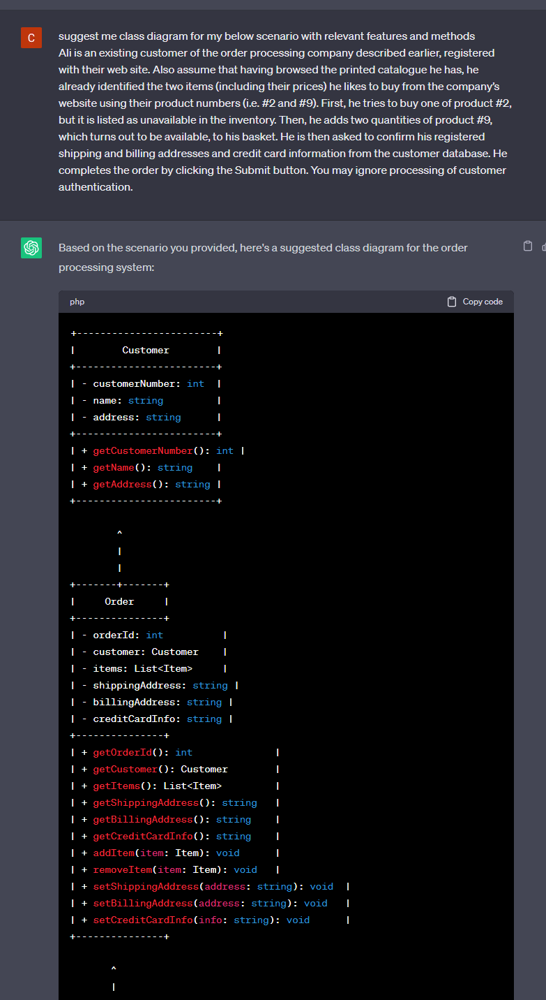 C
suggest me class diagram for my below scenario with relevant features and methods
Ali is an existing customer of the order processing company described earlier, registered
with their web site. Also assume that having browsed the printed catalogue he has, he
already identified the two items (including their prices) he likes to buy from the company's
website using their product numbers (i.e. #2 and #9). First, he tries to buy one of product #2,
but it is listed as unavailable in the inventory. Then, he adds two quantities of product #9,
which turns out to be available, to his basket. He is then asked to confirm his registered
shipping and billing addresses and credit card information from the customer database. He
completes the order by clicking the Submit button. You may ignore processing of customer
authentication.
Based on the scenario you provided, here's a suggested class diagram for the order
processing system:
php Copy code
+------------------------+
|        Customer        |
+------------------------+
| - customerNumber: int  |
| - name: string         |
| - address: string      |
+------------------------+
| + getCustomerNumber(): int |
| + getName(): string    |
| + getAddress(): string |
+------------------------+
^
|
|
+-------+-------+
|     Order     |
+---------------+
| - orderId: int          |
| - customer: Customer    |
| - items: List<Item>     |
| - shippingAddress: string |
| - billingAddress: string |
| - creditCardInfo: string |
+---------------+
| + getOrderId(): int              |
| + getCustomer(): Customer        |
| + getItems(): List<Item>         |
| + getShippingAddress(): string   |
| + getBillingAddress(): string    |
| + getCreditCardInfo(): string    |
| + addItem(item: Item): void      |
| + removeItem(item: Item): void   |
| + setShippingAddress(address: string): void  |
| + setBillingAddress(address: string): void   |
| + setCreditCardInfo(info: string): void      |
+---------------+
^
|